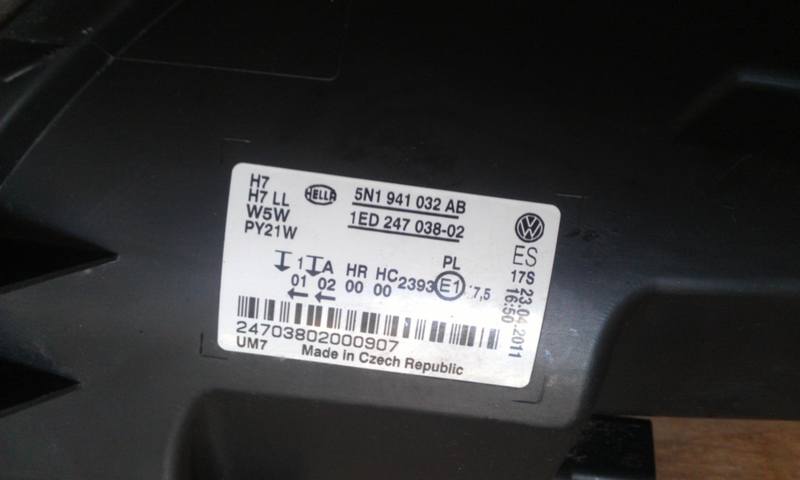 H7
H7 LL
W5W
PY21W
HELLA
5N1 941 032 AB
1ED 247 038-02
VW
ES
17S
23.04.2011
16:50
1 A HR HC PL
01 02 00 00 2393 E1 7,5
24703802000907
UM7 Made in Czech Republic